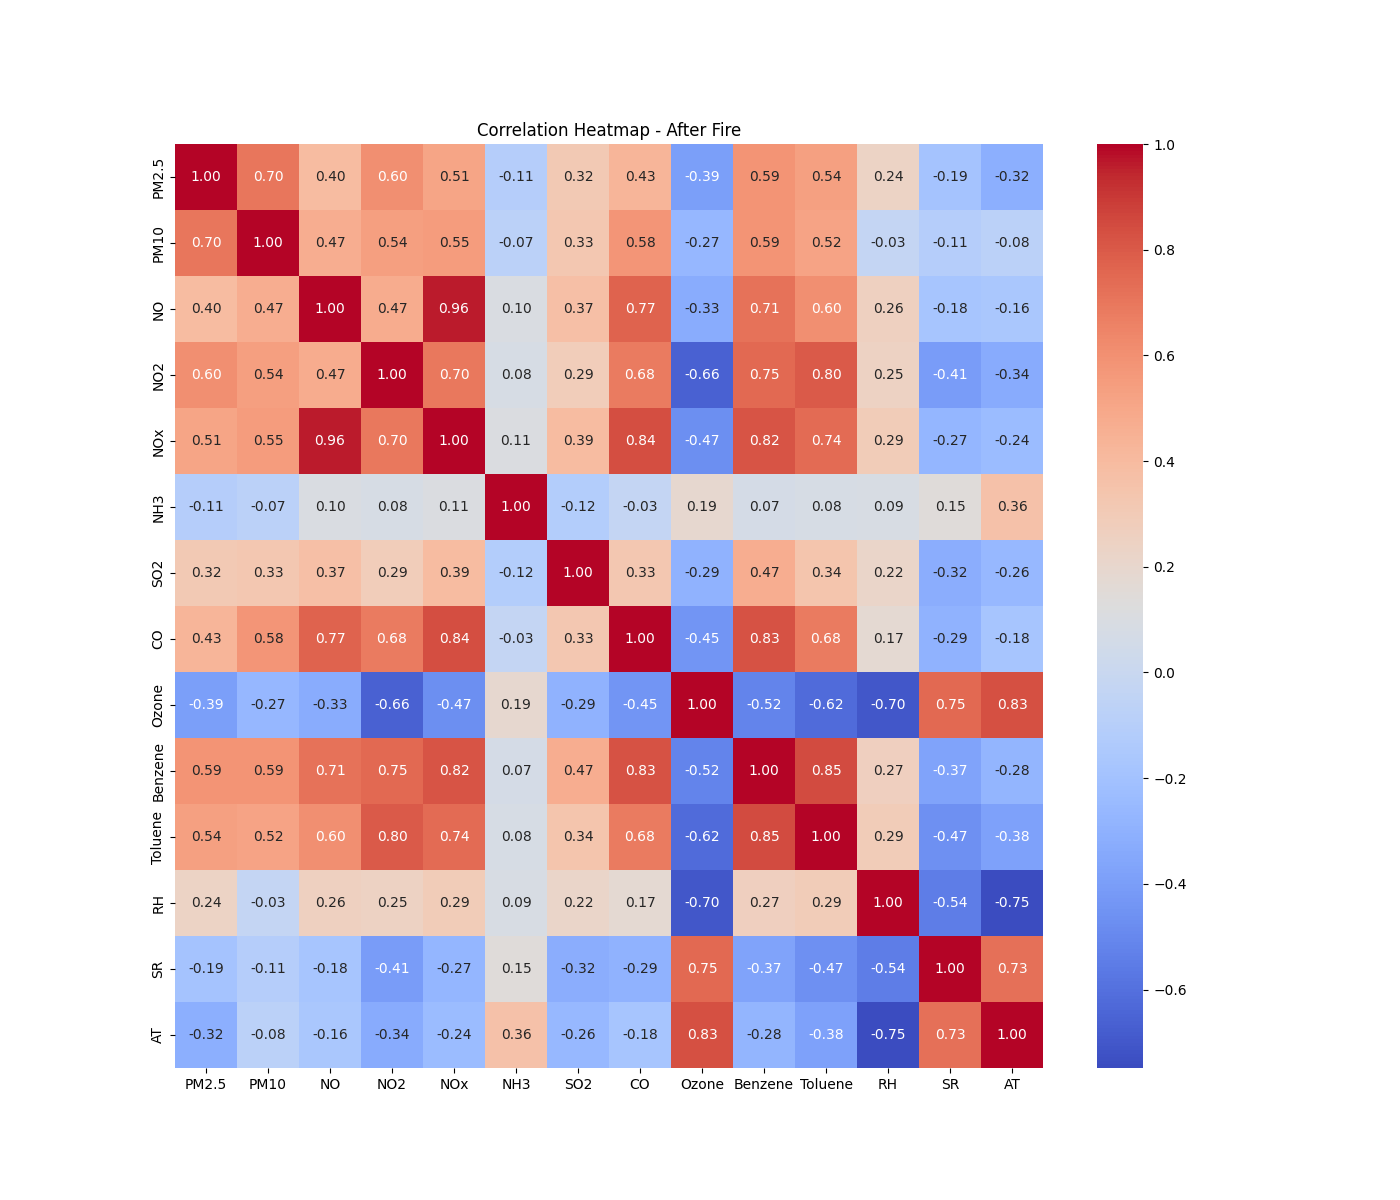 Correlation Heatmap - After Fire
PM2.5 1.00 0.70 0.40 0.60 0.51 -0.11 0.32 0.43 -0.39 0.59 0.54 0.24 -0.19 -0.32
PM10 0.70 1.00 0.47 0.54 0.55 -0.07 0.33 0.58 -0.27 0.59 0.52 -0.03 -0.11 -0.08
NO 0.40 0.47 1.00 0.47 0.96 0.10 0.37 0.77 -0.33 0.71 0.60 0.26 -0.18 -0.16
NO2 0.60 0.54 0.47 1.00 0.70 0.08 0.29 0.68 -0.66 0.75 0.80 0.25 -0.41 -0.34
NOx 0.51 0.55 0.96 0.70 1.00 0.11 0.39 0.84 -0.47 0.82 0.74 0.29 -0.27 -0.24
NH3 -0.11 -0.07 0.10 0.08 0.11 1.00 -0.12 -0.03 0.19 0.07 0.08 0.09 0.15 0.36
SO2 0.32 0.33 0.37 0.29 0.39 -0.12 1.00 0.33 -0.29 0.47 0.34 0.22 -0.32 -0.26
CO 0.43 0.58 0.77 0.68 0.84 -0.03 0.33 1.00 -0.45 0.83 0.68 0.17 -0.29 -0.18
Ozone -0.39 -0.27 -0.33 -0.66 -0.47 0.19 -0.29 -0.45 1.00 -0.52 -0.62 -0.70 0.75 0.83
Benzene 0.59 0.59 0.71 0.75 0.82 0.07 0.47 0.83 -0.52 1.00 0.85 0.27 -0.37 -0.28
Toluene 0.54 0.52 0.60 0.80 0.74 0.08 0.34 0.68 -0.62 0.85 1.00 0.29 -0.47 -0.38
RH 0.24 -0.03 0.26 0.25 0.29 0.09 0.22 0.17 -0.70 0.27 0.29 1.00 -0.54 -0.75
SR -0.19 -0.11 -0.18 -0.41 -0.27 0.15 -0.32 -0.29 0.75 -0.37 -0.47 -0.54 1.00 0.73
AT -0.32 -0.08 -0.16 -0.34 -0.24 0.36 -0.26 -0.18 0.83 -0.28 -0.38 -0.75 0.73 1.00
PM2.5 PM10 NO NO2 NOx NH3 SO2 CO Ozone Benzene Toluene RH SR AT
1.0
0.8
0.6
0.4
0.2
0.0
−0.2
−0.4
−0.6